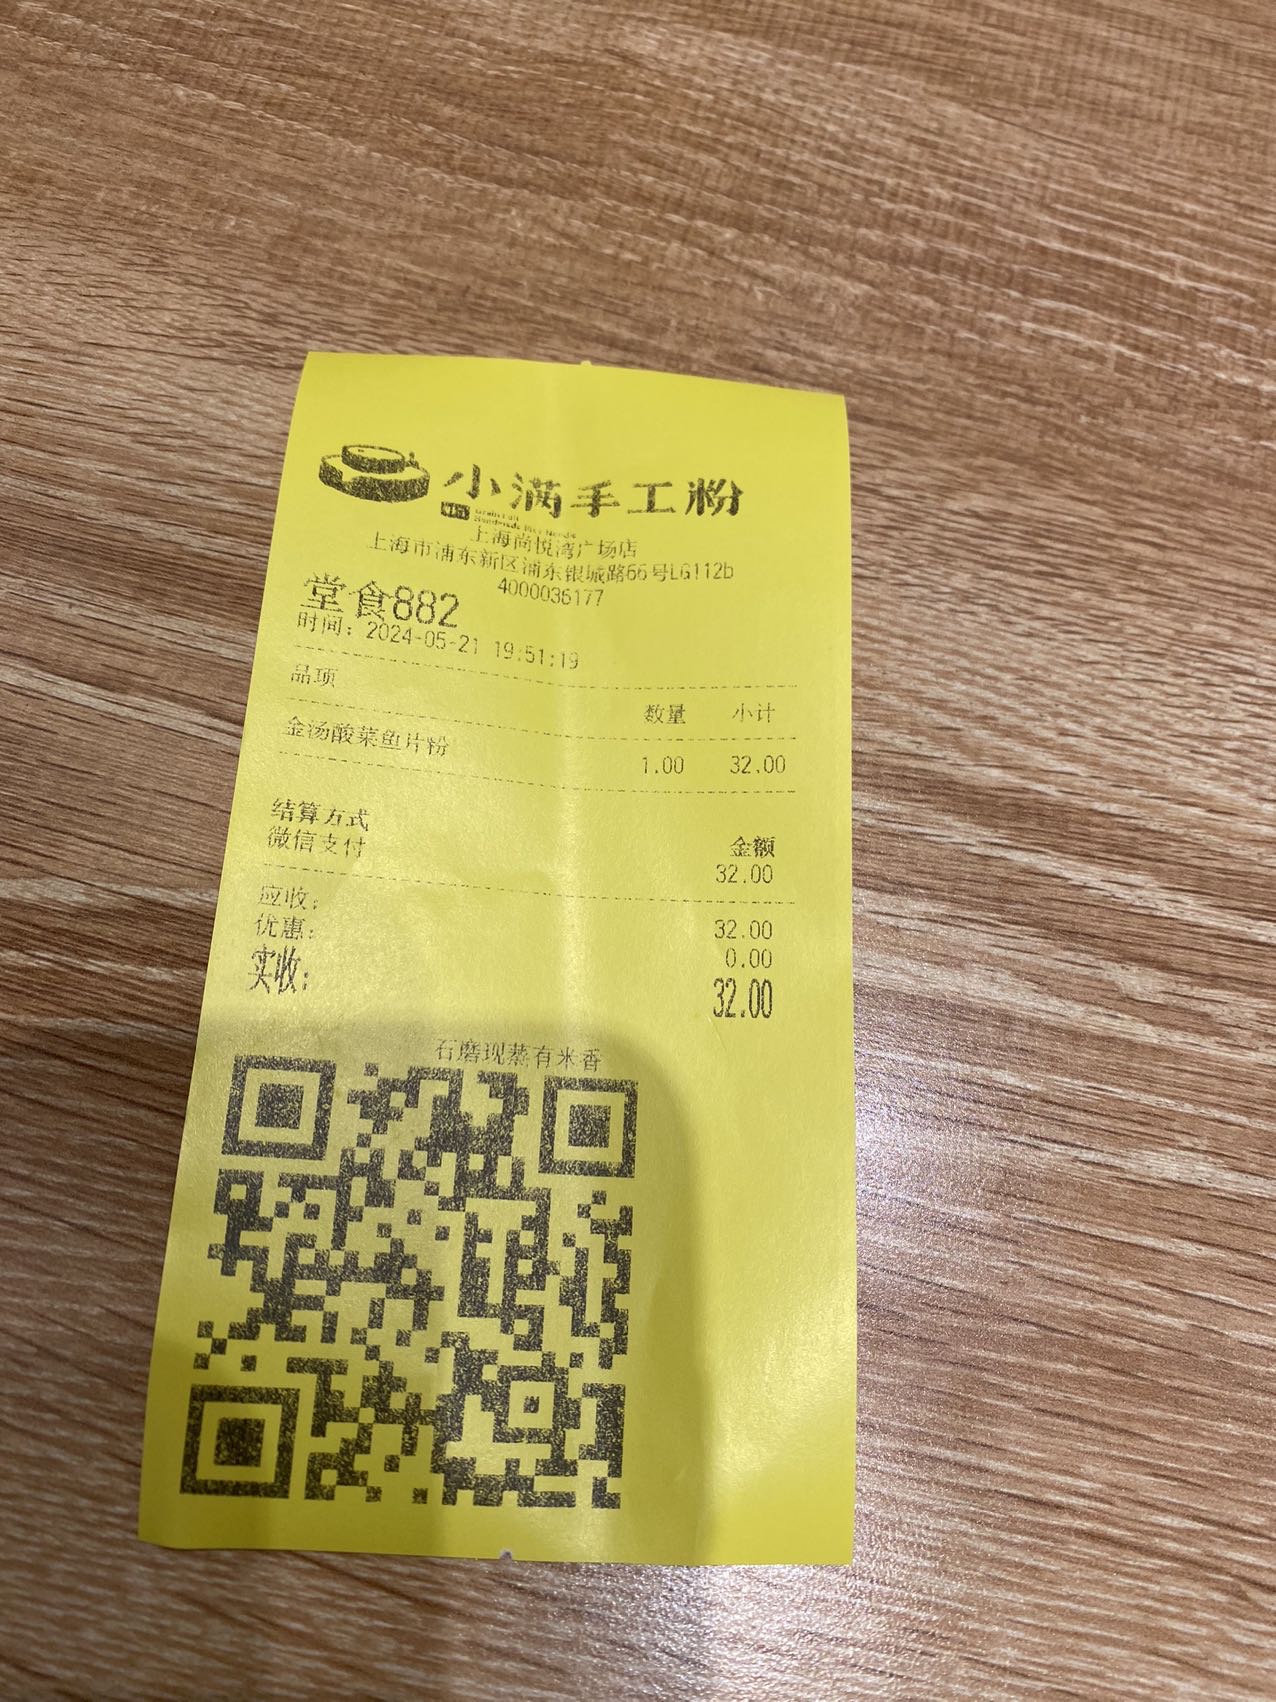 小满手工粉
上海尚悦湾广场店
上海市浦东新区浦东银城路66号LG112b
4000036177
堂食882
时间：2024-05-21 19:51:19
品项 数量 小计
金汤酸菜鱼片粉 1.00 32.00
结算方式 金额
微信支付 32.00
应收： 32.00
优惠： 0.00
实收： 32.00
石磨现蒸有米香